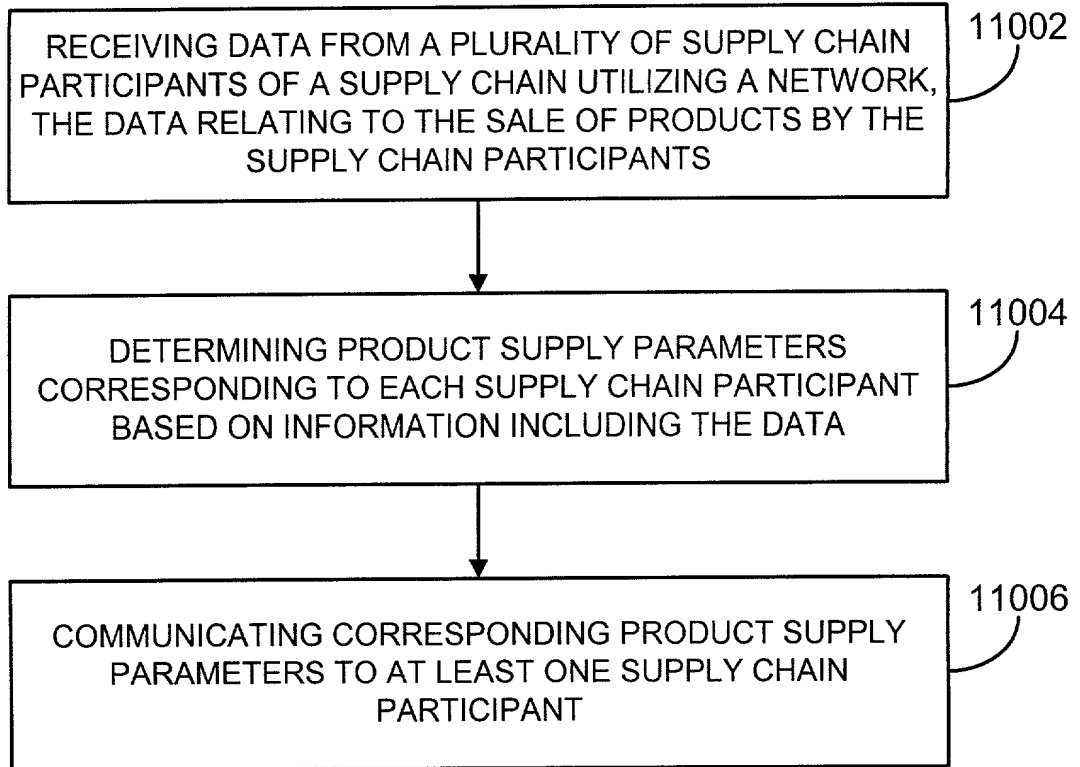 RECEIVING DATA FROM A PLURALITY OF SUPPLY CHAIN
PARTICIPANTS OF A SUPPLY CHAIN UTILIZING A NETWORK,
THE DATA RELATING TO THE SALE OF PRODUCTS BY THE
SUPPLY CHAIN PARTICIPANTS
11002
DETERMINING PRODUCT SUPPLY PARAMETERS
CORRESPONDING TO EACH SUPPLY CHAIN PARTICIPANT
BASED ON INFORMATION INCLUDING THE DATA
11004
COMMUNICATING CORRESPONDING PRODUCT SUPPLY
PARAMETERS TO AT LEAST ONE SUPPLY CHAIN
PARTICIPANT
11006